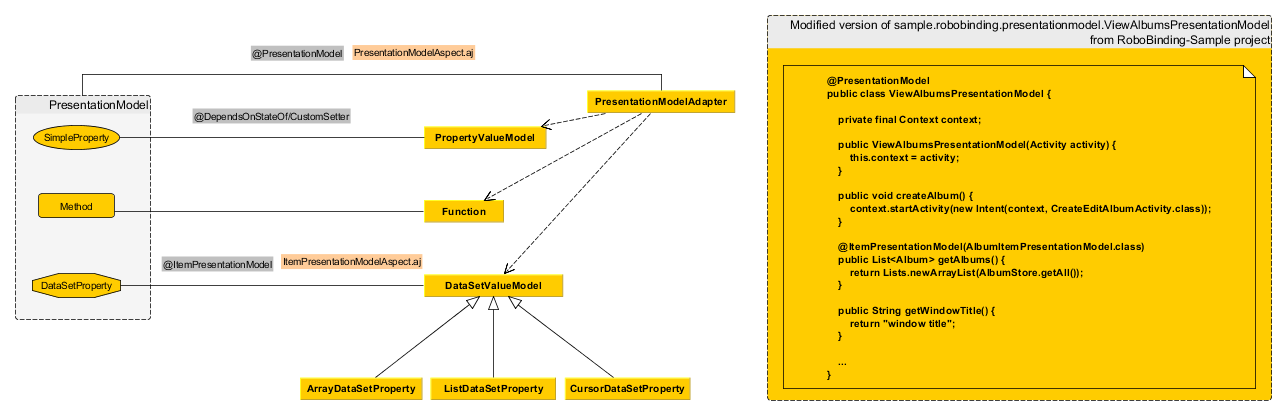 @PresentationModel
PresentationModelAspect.aj
PresentationModel
PresentationModelAdapter
@DependsOnStateOf/CustomSetter
SimpleProperty
PropertyValueModel
Method
Function
@ItemPresentationModel
ItemPresentationModelAspect.aj
DataSetProperty
DataSetValueModel
ArrayDataSetProperty
ListDataSetProperty
CursorDataSetProperty
Modified version of sample.robobinding.presentationmodel.ViewAlbumsPresentationModel
from RoboBinding-Sample project
@PresentationModel
public class ViewAlbumsPresentationModel {
private final Context context;
public ViewAlbumsPresentationModel(Activity activity) {
this.context = activity;
}
public void createAlbum() {
context.startActivity(new Intent(context, CreateEditAlbumActivity.class));
}
@ItemPresentationModel(AlbumItemPresentationModel.class)
public List<Album> getAlbums() {
return Lists.newArrayList(AlbumStore.getAll());
}
public String getWindowTitle() {
return "window title";
}
...
}